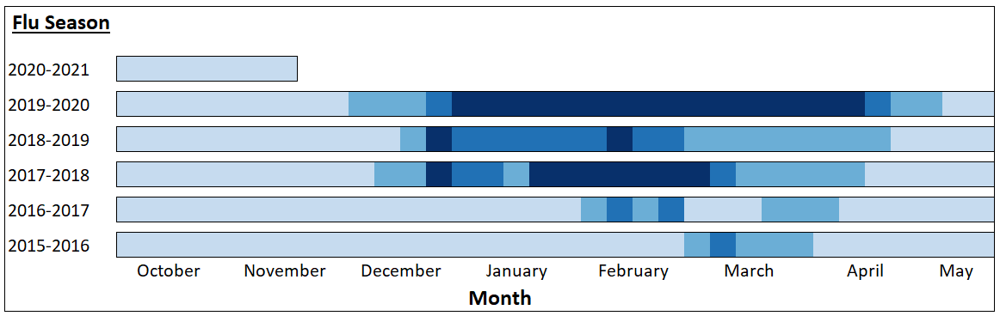 Flu Season
2020-2021
2019-2020
2018-2019
2017-2018
2016-2017
2015-2016
October November December January February March April May
Month